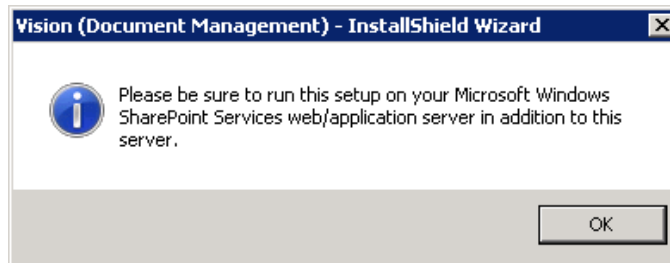 Vision (Document Management) - InstallShield Wizard
Please be sure to run this setup on your Microsoft Windows
SharePoint Services web/application server in addition to this
server.
OK